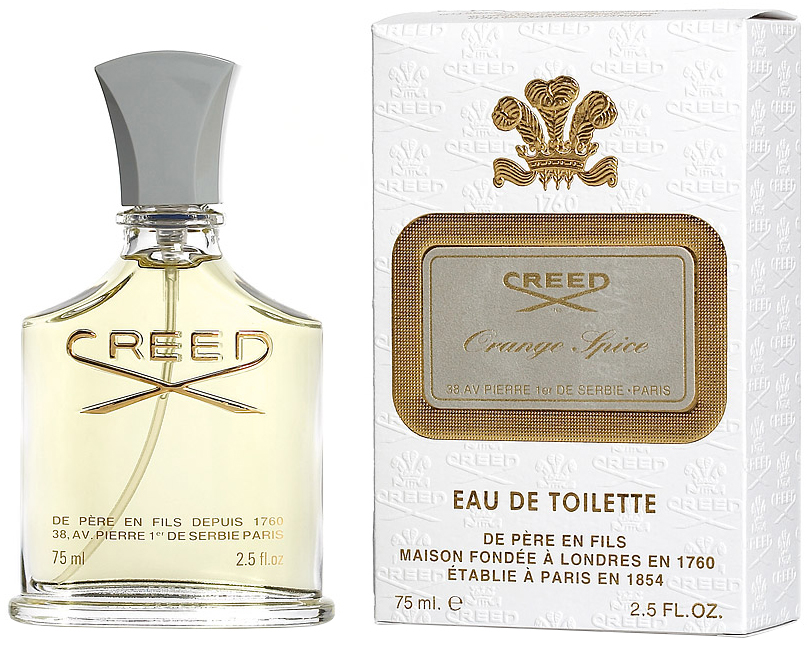 CREED
DE PÈRE EN FILS DEPUIS 1760
38, AV. PIERRE 1er DE SERBIE PARIS
75 ml 2.5 fl.oz
1760
CREED
Orange Spice
38 AV PIERRE 1er DE SERBIE • PARIS
EAU DE TOILETTE
DE PÈRE EN FILS
MAISON FONDÉE À LONDRES EN 1760
ÉTABLIE À PARIS EN 1854
75 ml. e 2.5 FL.OZ.